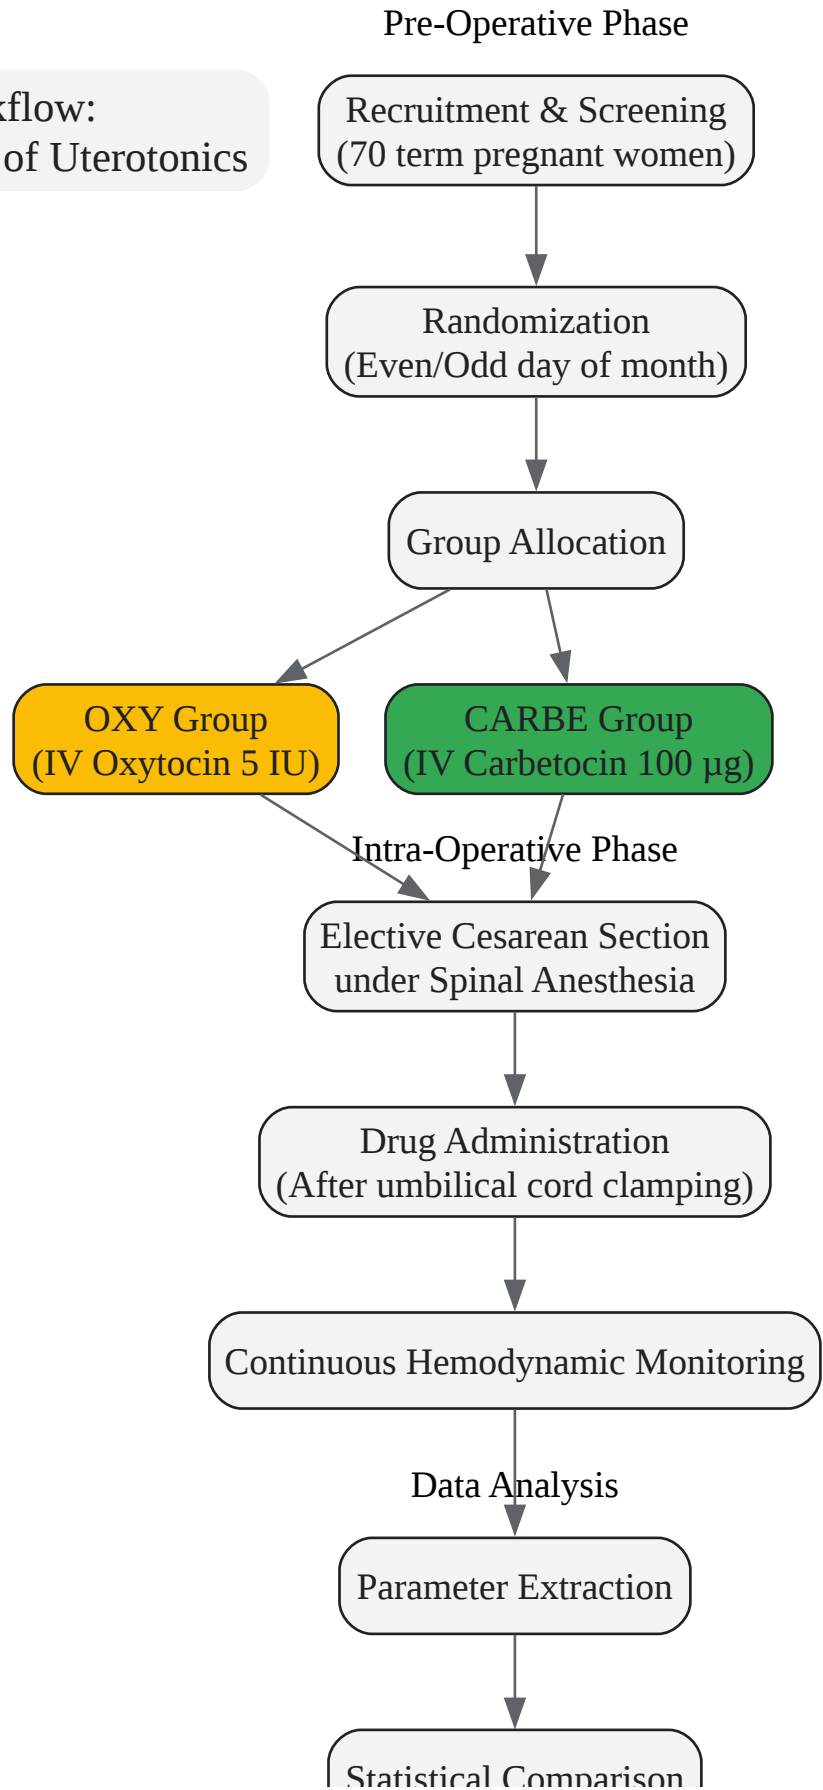 Pre-Operative Phase
of Uterotonics
Recruitment & Screening
(70 term pregnant women)
Randomization
(Even/Odd day of month)
Group Allocation
OXY Group
(IV Oxytocin 5 IU)
CARBE Group
(IV Carbetocin 100 µg)
Intra-Operative Phase
Elective Cesarean Section
under Spinal Anesthesia
Drug Administration
(After umbilical cord clamping)
Continuous Hemodynamic Monitoring
Data Analysis
Parameter Extraction
Statistical Comparison